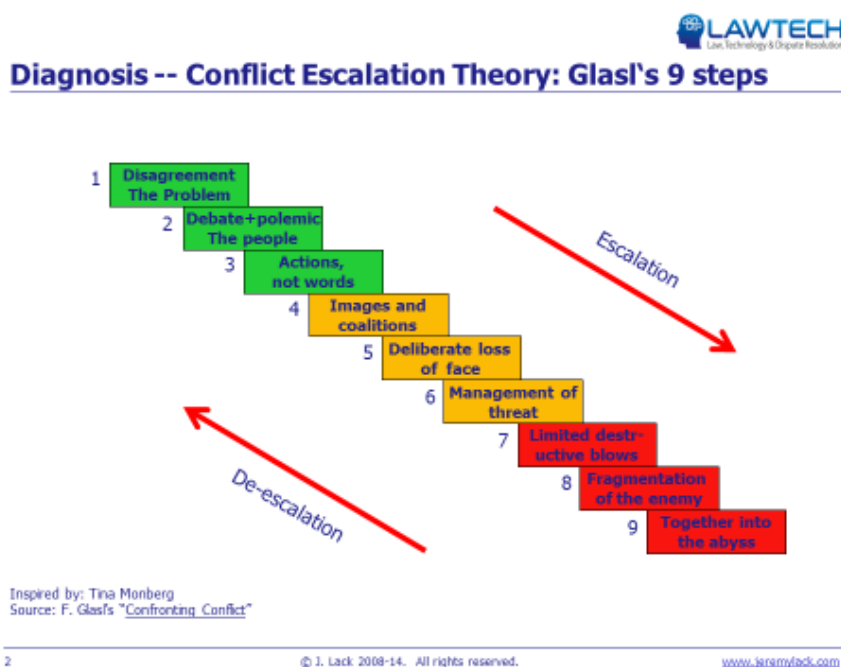 LAWTECH
Law, Technology & Dispute Resolution
Diagnosis -- Conflict Escalation Theory: Glasl's 9 steps
1
Disagreement
The Problem
2
Debate+polemic
The people
3
Actions,
not words
4
Images and
coalitions
5
Deliberate loss
of face
6
Management of
threat
7
Limited destr-
uctive blows
8
Fragmentation
of the enemy
9
Together into
the abyss
Escalation
De-escalation
Inspired by: Tina Monberg
Source: F. Glasl's "Confronting Conflict"
2
© J. Lack 2008-14. All rights reserved.
www.jeremylack.com